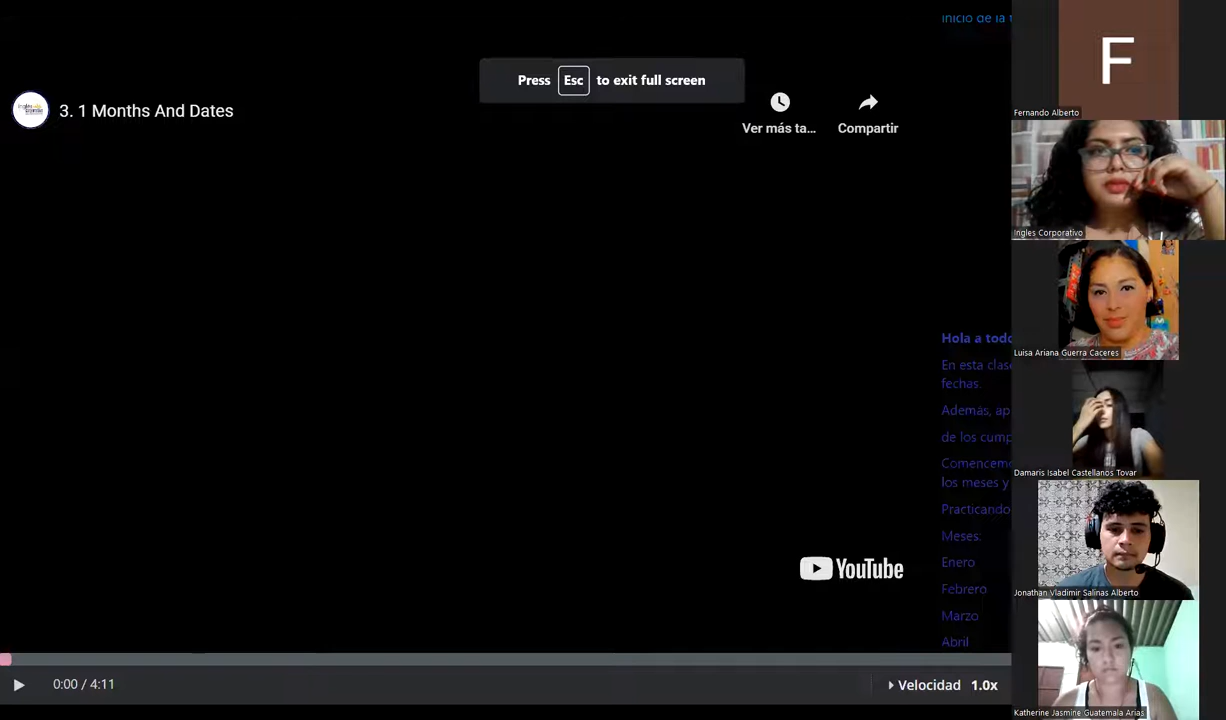 inicio de la
Press Esc to exit full screen
3. 1 Months And Dates
Ver más ta...
Compartir
Hola a todo
En esta clas
fechas.
Además, ap
de los cump
Comencemo
los meses y
Practicando
Meses:
Enero
Febrero
Marzo
Abril
YouTube
0:00 / 4:11
Velocidad 1.0x
F
Fernando Alberto
Ingles Corporativo
Luisa Ariana Guerra Caceres
Damaris Isabel Castellanos Tovar
Jonathan Vladimir Salinas Alberto
Katherine Jasmine Guatemala Arias